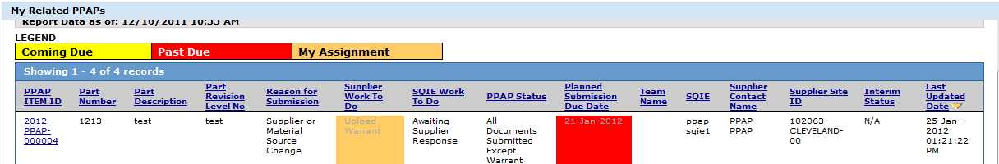 My Related PPAPs
Report Data as of: 12/10/2011 10:33 AM
LEGEND
Coming Due Past Due My Assignment
Showing 1 - 4 of 4 records
PPAP ITEM ID Part Number Part Description Part Revision Level No Reason for Submission Supplier Work To Do SQIE Work To Do PPAP Status Planned Submission Due Date Team Name SQIE Supplier Contact Name Supplier Site ID Interim Status Last Updated Date
2012-PPAP-000004 1213 test test Supplier or Material Source Change Upload Warrant Awaiting Supplier Response All Documents Submitted Except Warrant 21-Jan-2012 ppap sqie1 PPAP PPAP 102063-CLEVELAND-00 N/A 25-Jan-2012 01:21:22 PM